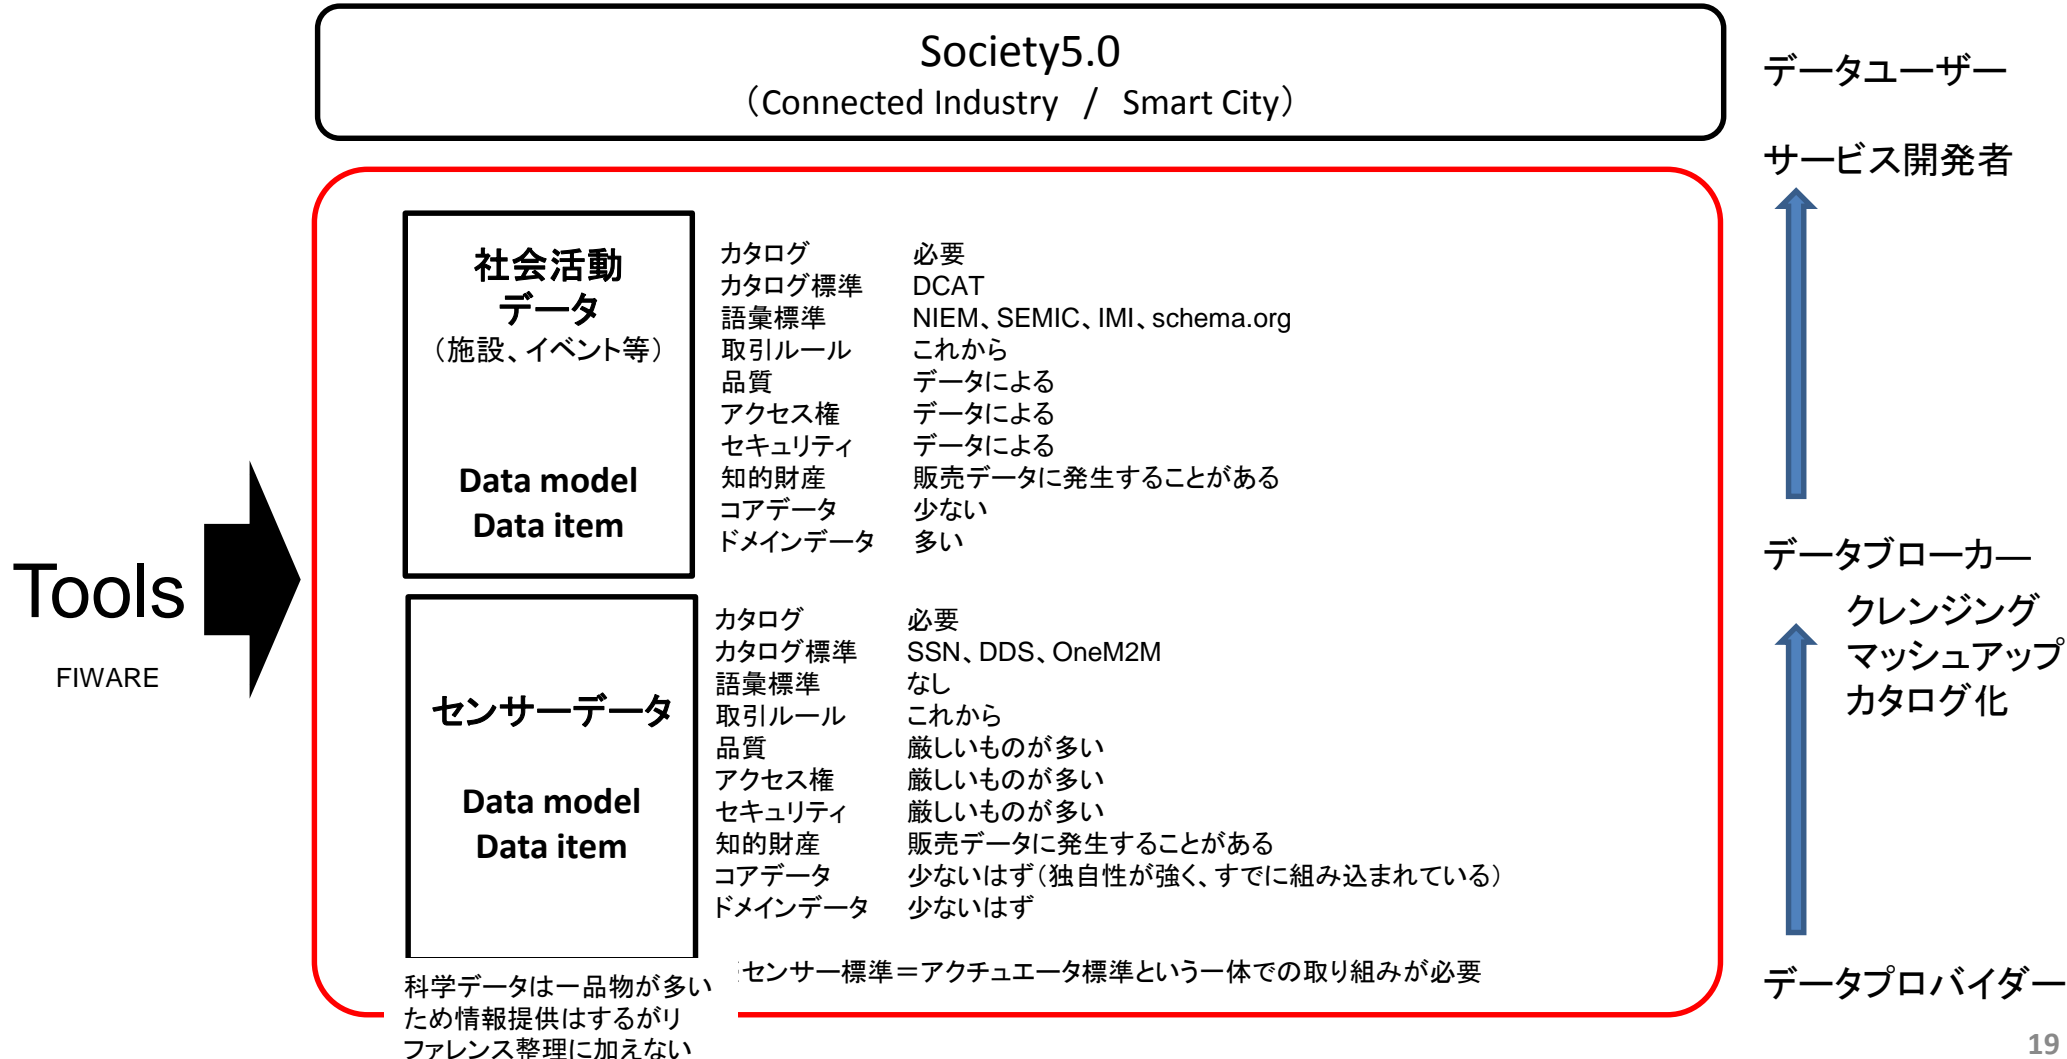 Society5.0
（Connected Industry / Smart City）
データユーザー
サービス開発者
社会活動
データ
（施設、イベント等）
Data model
Data item
カタログ 必要
カタログ標準 DCAT
語彙標準 NIEM、SEMIC、IMI、schema.org
取引ルール これから
品質 データによる
アクセス権 データによる
セキュリティ データによる
知的財産 販売データに発生することがある
コアデータ 少ない
ドメインデータ 多い
Tools
FIWARE
データブローカー
クレンジング
マッシュアップ
カタログ化
センサーデータ
Data model
Data item
カタログ 必要
カタログ標準 SSN、DDS、OneM2M
語彙標準 なし
取引ルール これから
品質 厳しいものが多い
アクセス権 厳しいものが多い
セキュリティ 厳しいものが多い
知的財産 販売データに発生することがある
コアデータ 少ないはず（独自性が強く、すでに組み込まれている）
ドメインデータ 少ないはず
センサー標準＝アクチュエータ標準という一体での取り組みが必要
科学データは一品物が多い
ため情報提供はするがリ
ファレンス整理に加えない
データプロバイダー
19